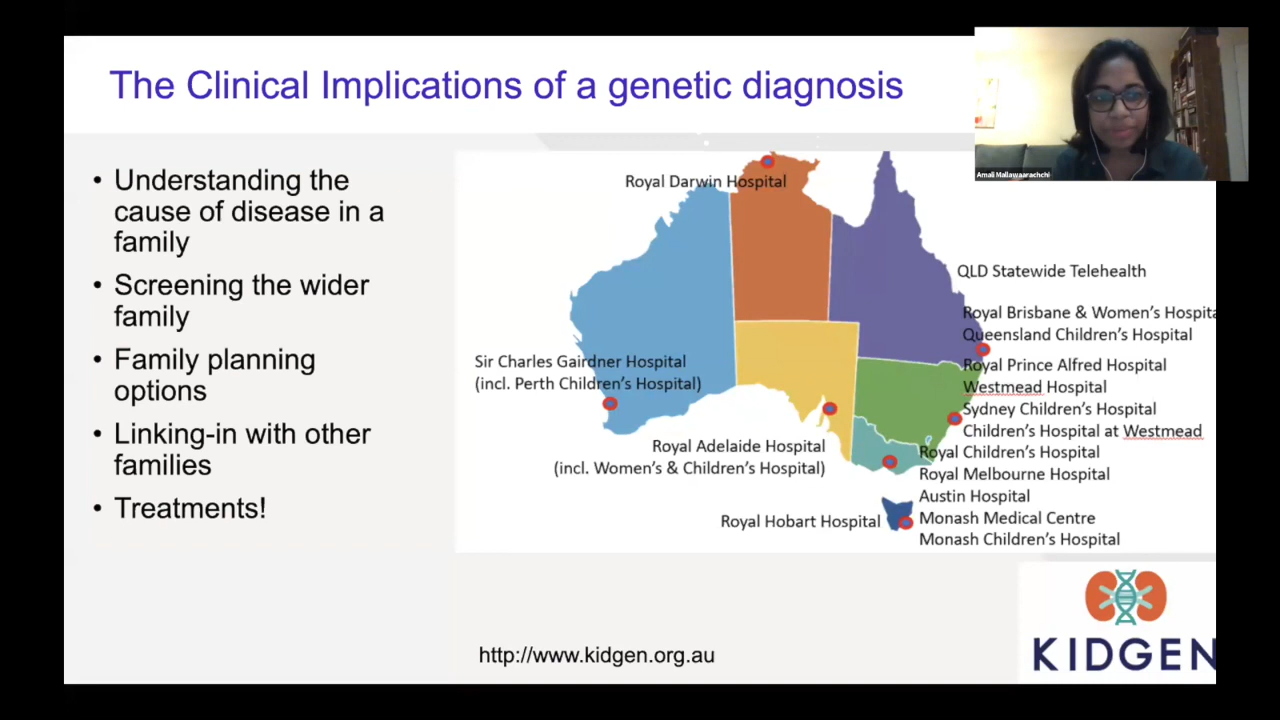 The Clinical Implications of a genetic diagnosis
Amali Mallawaarachchi
• Understanding the
cause of disease in a
family
• Screening the wider
family
• Family planning
options
• Linking-in with other
families
• Treatments!
Royal Darwin Hospital
QLD Statewide Telehealth
Royal Brisbane & Women's Hospita
Queensland Children's Hospital
Sir Charles Gairdner Hospital
(incl. Perth Children's Hospital)
Royal Prince Alfred Hospital
Westmead Hospital
Sydney Children's Hospital
Children's Hospital at Westmead
Royal Adelaide Hospital
(incl. Women's & Children's Hospital)
Royal Children's Hospital
Royal Melbourne Hospital
Austin Hospital
Monash Medical Centre
Monash Children's Hospital
Royal Hobart Hospital
http://www.kidgen.org.au
KIDGEN